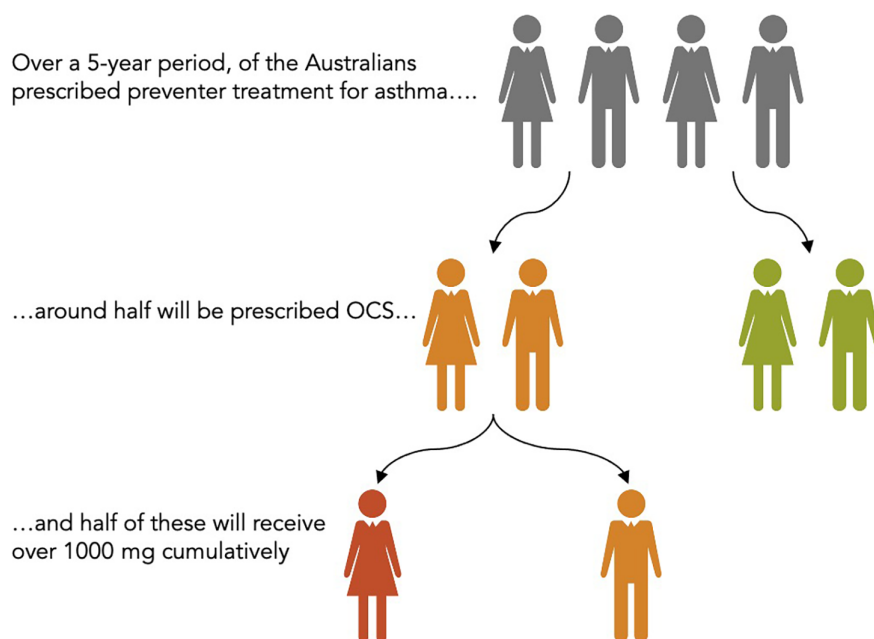 Over a 5-year period, of the Australians
prescribed preventer treatment for asthma....
...around half will be prescribed OCS...
...and half of these will receive
over 1000 mg cumulatively